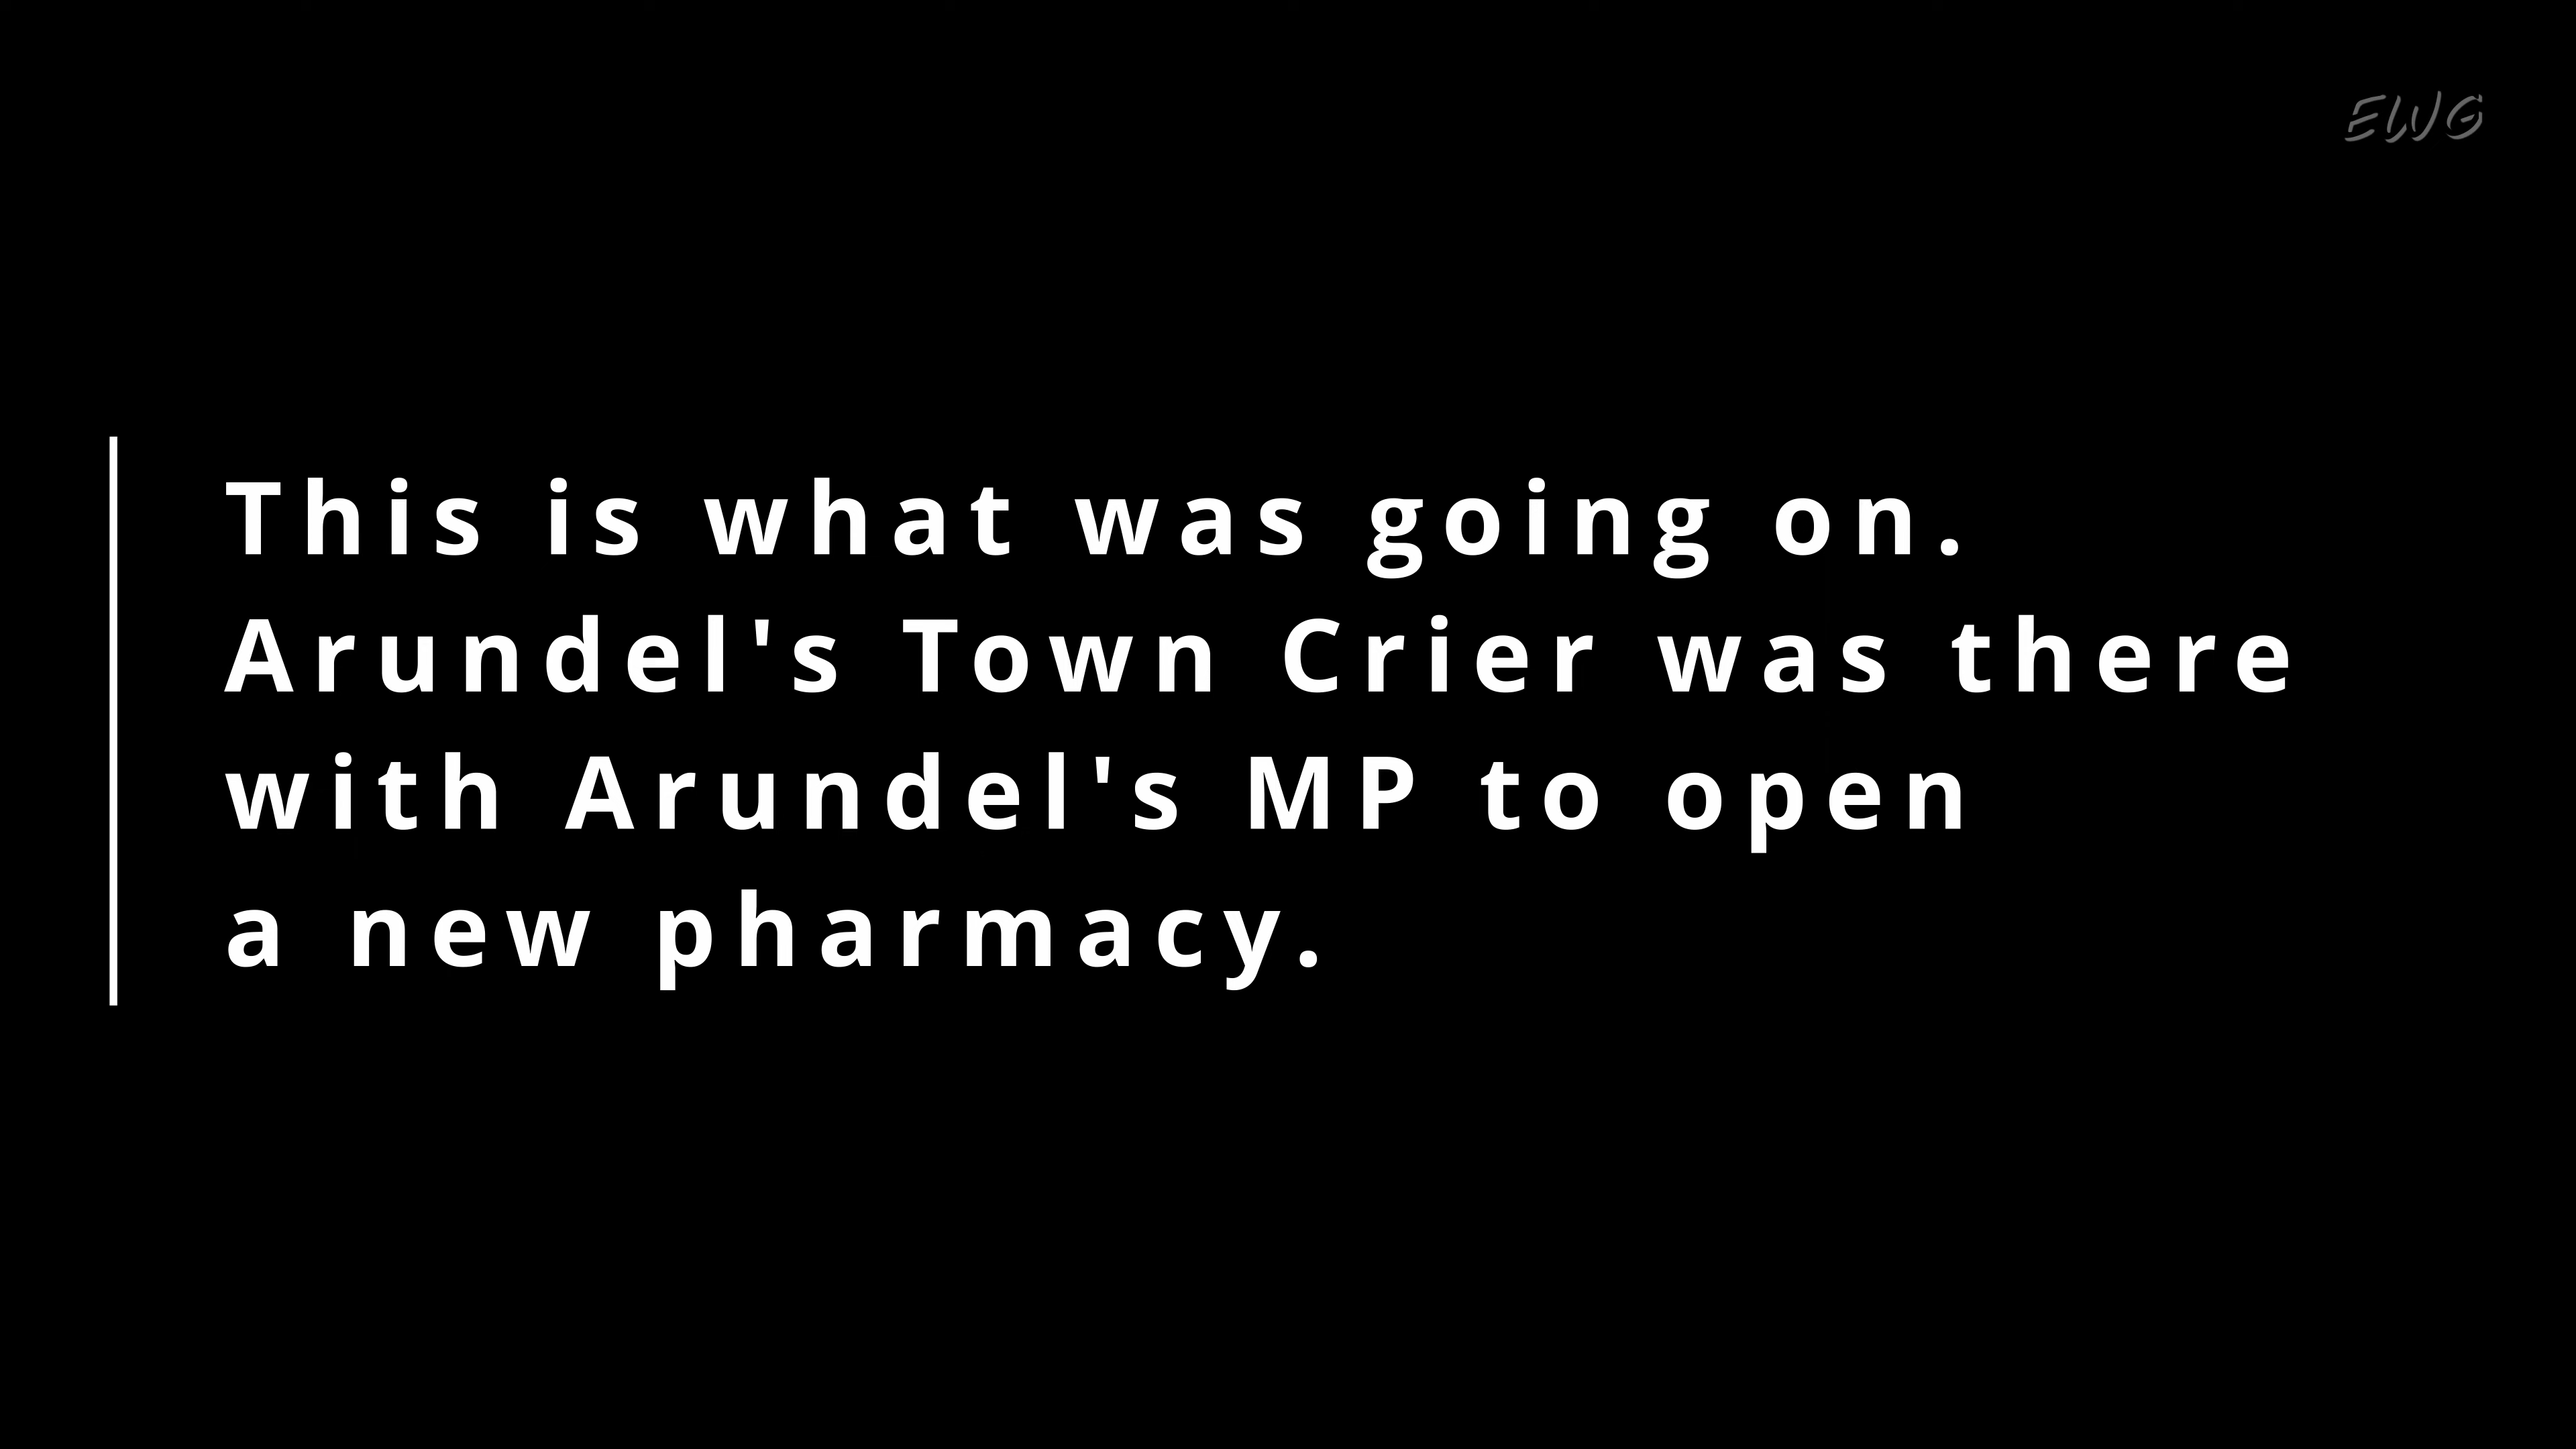 EWG
This is what was going on.
Arundel's Town Crier was there
with Arundel's MP to open
a new pharmacy.